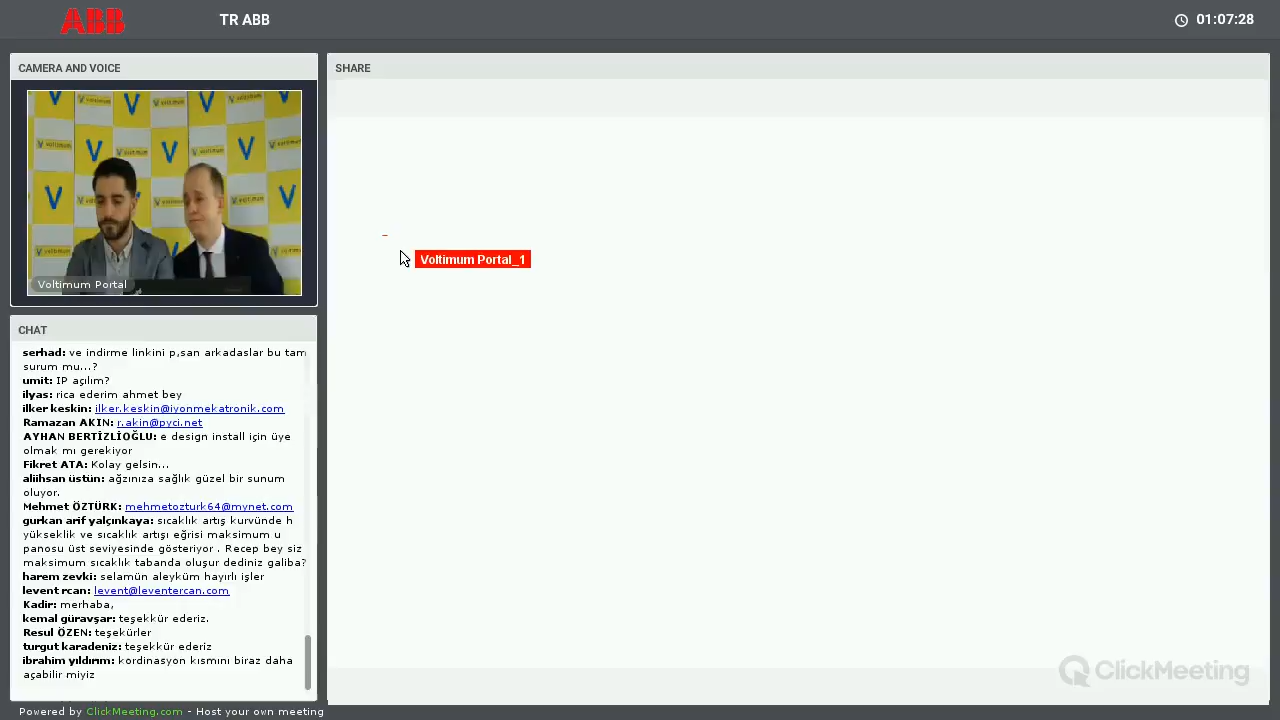 ABB
TR ABB
01:07:28
CAMERA AND VOICE
SHARE
Voltimum Portal
Voltimum Portal_1
CHAT
serhad: ve indirme linkini p,san arkadaslar bu tam
surum mu...?
umit: IP açılım?
ilyas: rica ederim ahmet bey
ilker keskin: ilker.keskin@iyonmekatronik.com
Ramazan AKIN: r.akin@pyci.net
AYHAN BERTİZLİOĞLU: e design install için üye
olmak mı gerekiyor
Fikret ATA: Kolay gelsin...
aliihsan üstün: ağzınıza sağlık güzel bir sunum
oluyor.
Mehmet ÖZTÜRK: mehmetozturk64@mynet.com
gurkan arif yalçınkaya: sıcaklık artış kurvünde h
yükseklik ve sıcaklık artışı eğrisi maksimum u
panosu üst seviyesinde gösteriyor . Recep bey siz
maksimum sıcaklık tabanda oluşur dediniz galiba?
harem zevki: selamün aleyküm hayırlı işler
levent rcan: levent@leventercan.com
Kadir: merhaba,
kemal güravşar: teşekkür ederiz.
Resul ÖZEN: teşekürler
turgut karadeniz: teşekkür ederiz
ibrahim yıldırım: kordinasyon kısmını biraz daha
açabilir miyiz
ClickMeeting
Powered by ClickMeeting.com - Host your own meeting